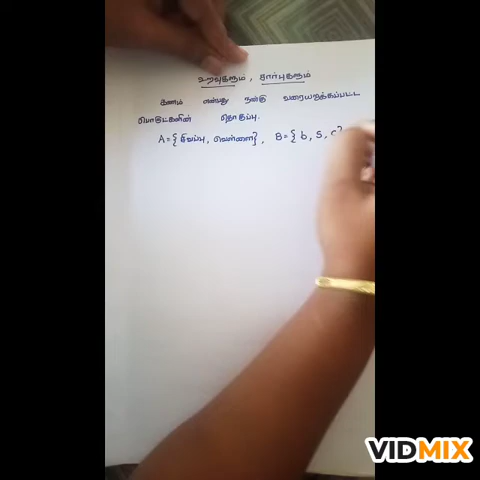 உறவுகளும், சார்புகளும்
கணம் என்பது நன்கு வரையறுக்கப்பட்ட
பொருட்களின் தொகுப்பு.
A={சிவப்பு, வெள்ளை}, B={b, s, c}
VIDMIX